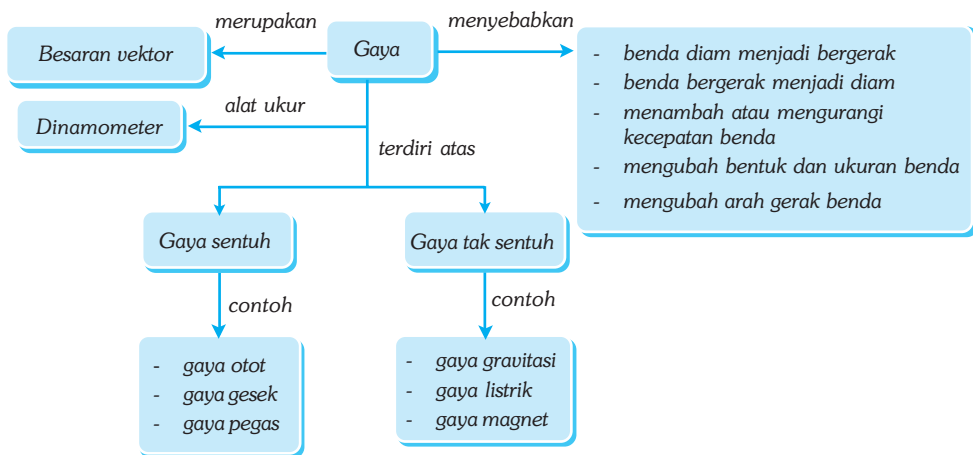 merupakan
Gaya
menyebabkan
Besaran vektor
- benda diam menjadi bergerak
- benda bergerak menjadi diam
- menambah atau mengurangi
kecepatan benda
- mengubah bentuk dan ukuran benda
- mengubah arah gerak benda
alat ukur
Dinamometer
terdiri atas
Gaya sentuh
Gaya tak sentuh
contoh
contoh
- gaya otot
- gaya gesek
- gaya pegas
- gaya gravitasi
- gaya listrik
- gaya magnet